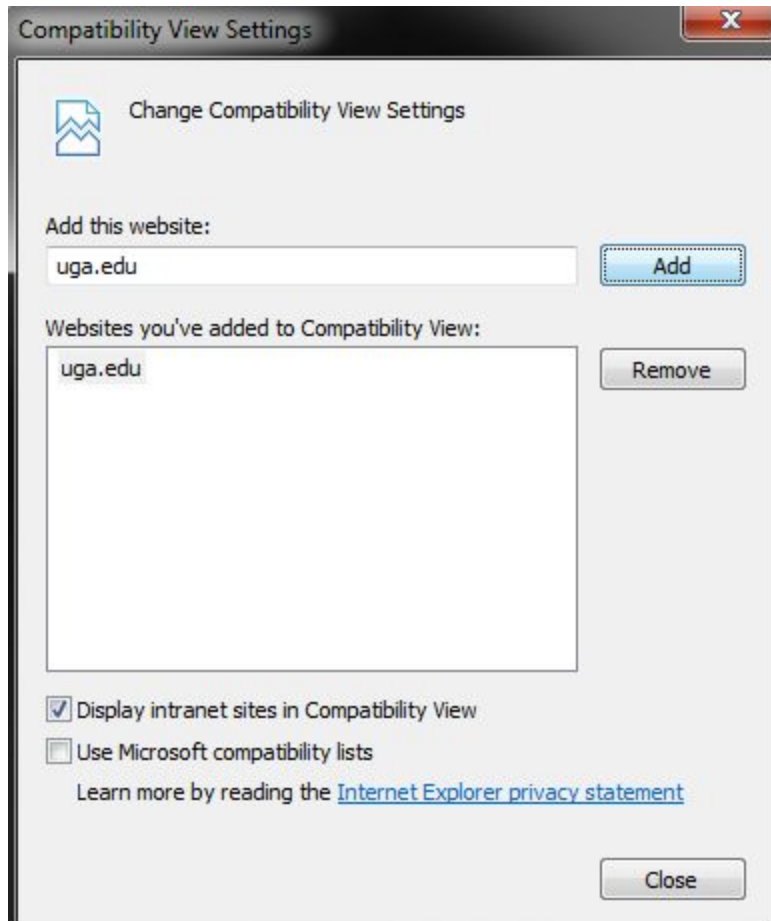 Compatibility View Settings
Change Compatibility View Settings
Add this website:
uga.edu
Add
Websites you've added to Compatibility View:
uga.edu
Remove
Display intranet sites in Compatibility View
Use Microsoft compatibility lists
Learn more by reading the Internet Explorer privacy statement
Close